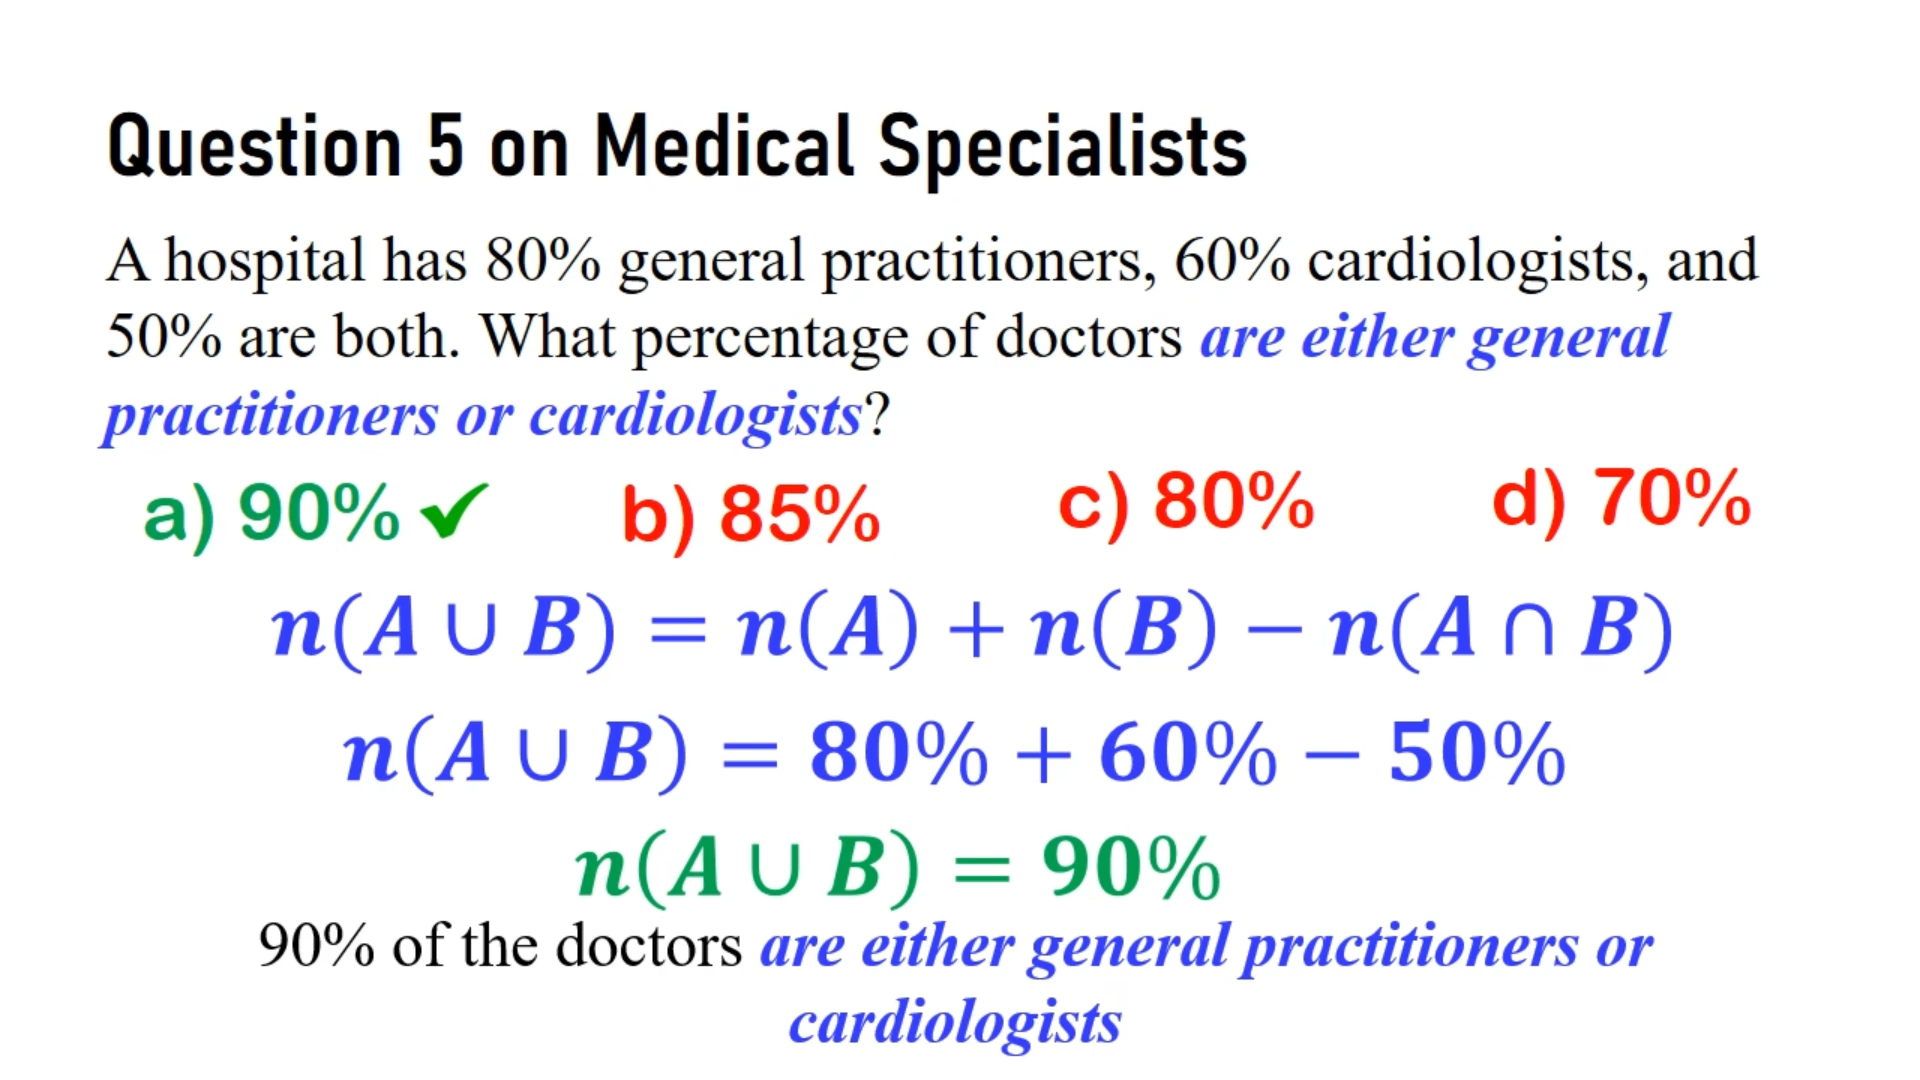 Question 5 on Medical Specialists
A hospital has 80% general practitioners, 60% cardiologists, and
50% are both. What percentage of doctors are either general
practitioners or cardiologists?
a) 90% ✓ b) 85% c) 80% d) 70%
n(A ∪ B) = n(A) + n(B) − n(A ∩ B)
n(A ∪ B) = 80% + 60% − 50%
n(A ∪ B) = 90%
90% of the doctors are either general practitioners or
cardiologists